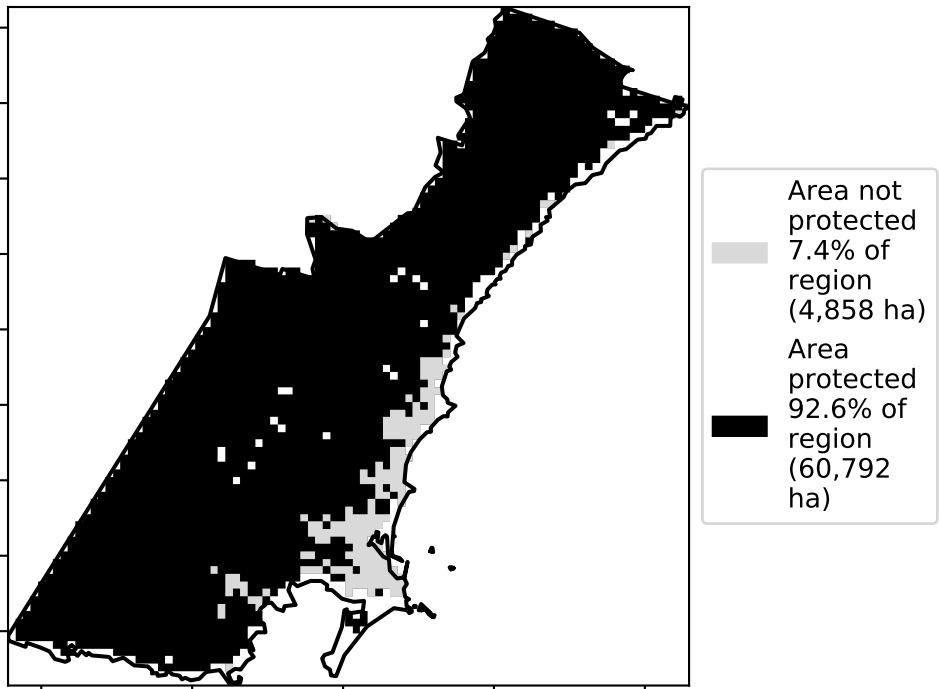 Area not
protected
7.4% of
region
(4,858 ha)
Area
protected
92.6% of
region
(60,792
ha)